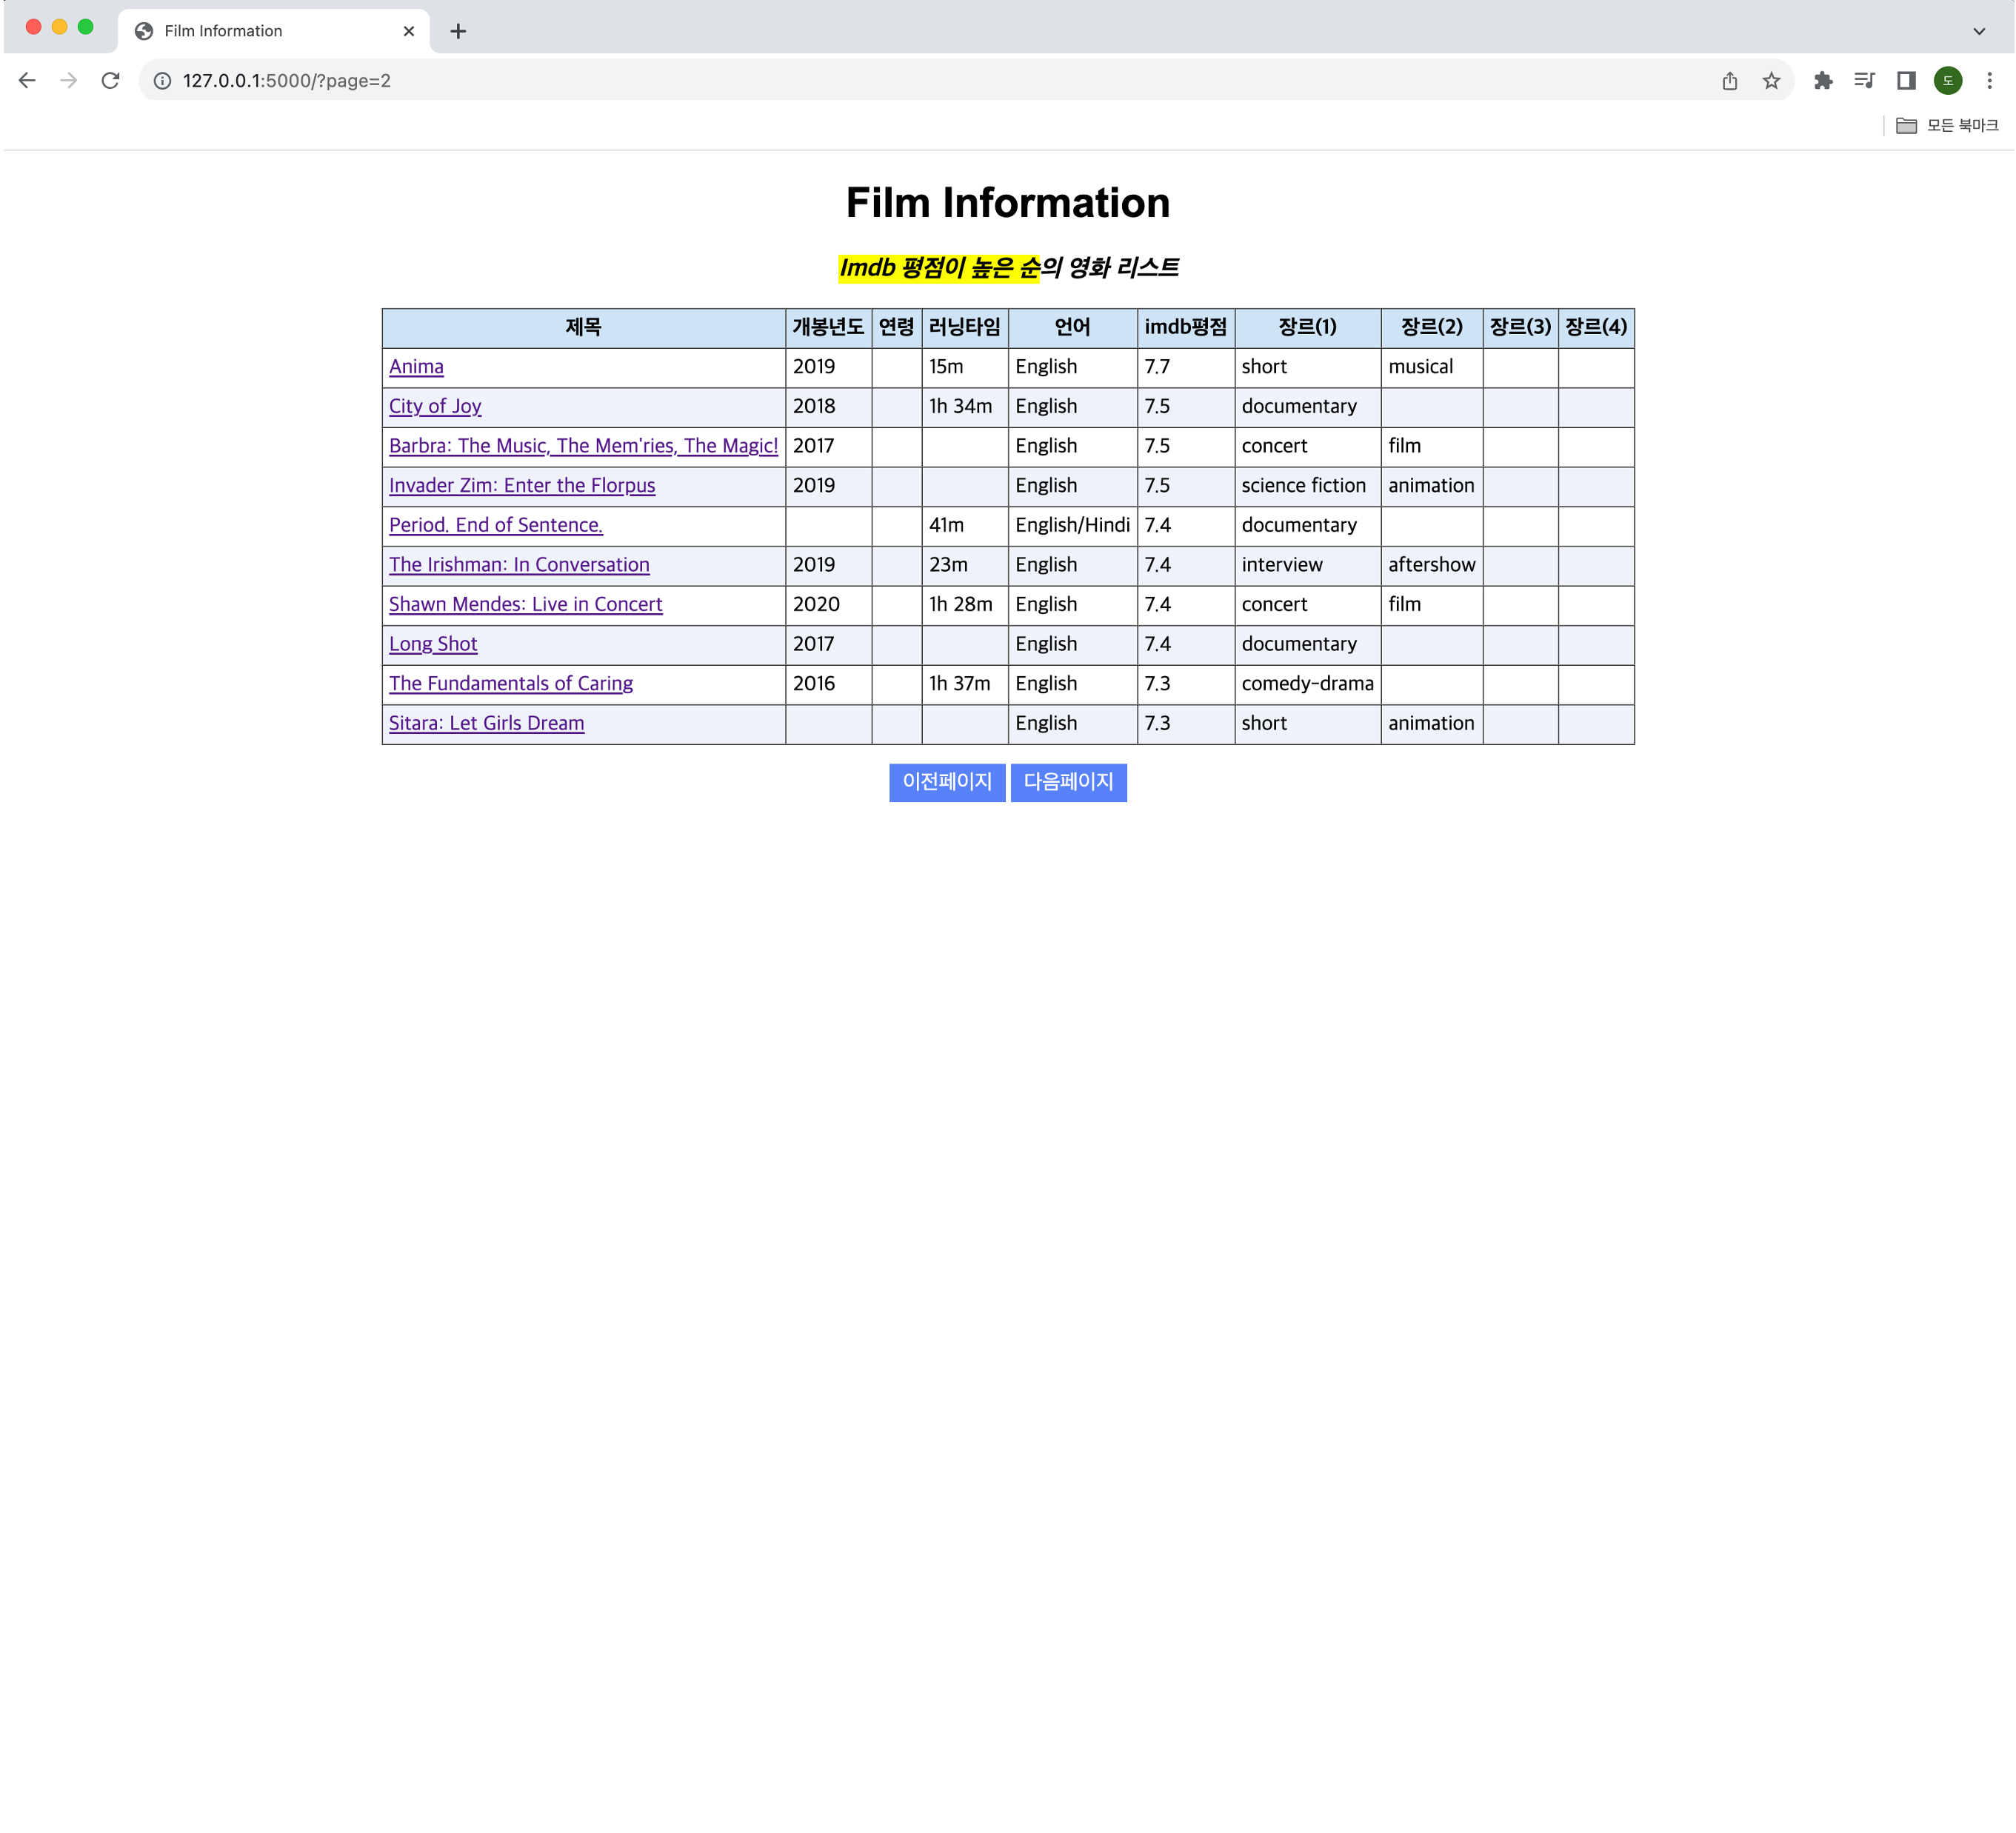 Film Information
127.0.0.1:5000/?page=2
도
모든 북마크
Film Information
Imdb 평점이 높은 순의 영화 리스트
제목 개봉년도 연령 러닝타임 언어 imdb평점 장르(1) 장르(2) 장르(3) 장르(4)
Anima 2019 15m English 7.7 short musical
City of Joy 2018 1h 34m English 7.5 documentary
Barbra: The Music, The Mem'ries, The Magic! 2017 English 7.5 concert film
Invader Zim: Enter the Florpus 2019 English 7.5 science fiction animation
Period. End of Sentence. 41m English/Hindi 7.4 documentary
The Irishman: In Conversation 2019 23m English 7.4 interview aftershow
Shawn Mendes: Live in Concert 2020 1h 28m English 7.4 concert film
Long Shot 2017 English 7.4 documentary
The Fundamentals of Caring 2016 1h 37m English 7.3 comedy-drama
Sitara: Let Girls Dream English 7.3 short animation
이전페이지 다음페이지